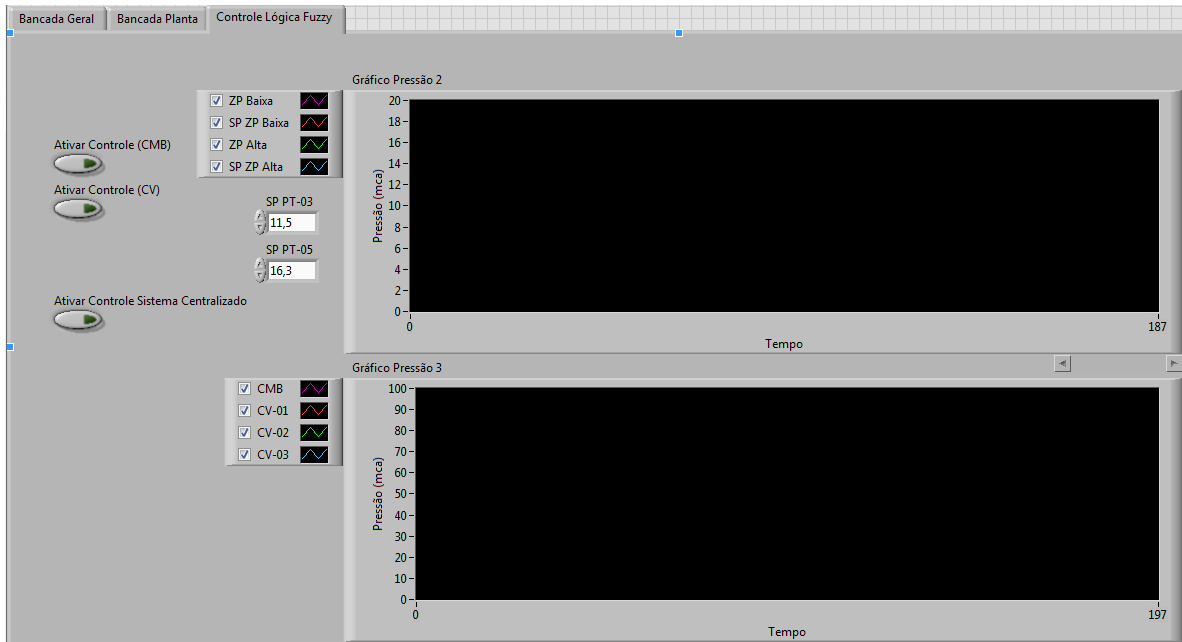 Bancada Geral
Bancada Planta
Controle Lógica Fuzzy
Gráfico Pressão 2
ZP Baixa
SP ZP Baixa
ZP Alta
SP ZP Alta
Ativar Controle (CMB)
Ativar Controle (CV)
SP PT-03
11,5
SP PT-05
16,3
Ativar Controle Sistema Centralizado
Pressão (mca)
20
18
16
14
12
10
8
6
4
2
0
0
187
Tempo
Gráfico Pressão 3
CMB
CV-01
CV-02
CV-03
Pressão (mca)
100
90
80
70
60
50
40
30
20
10
0
0
197
Tempo